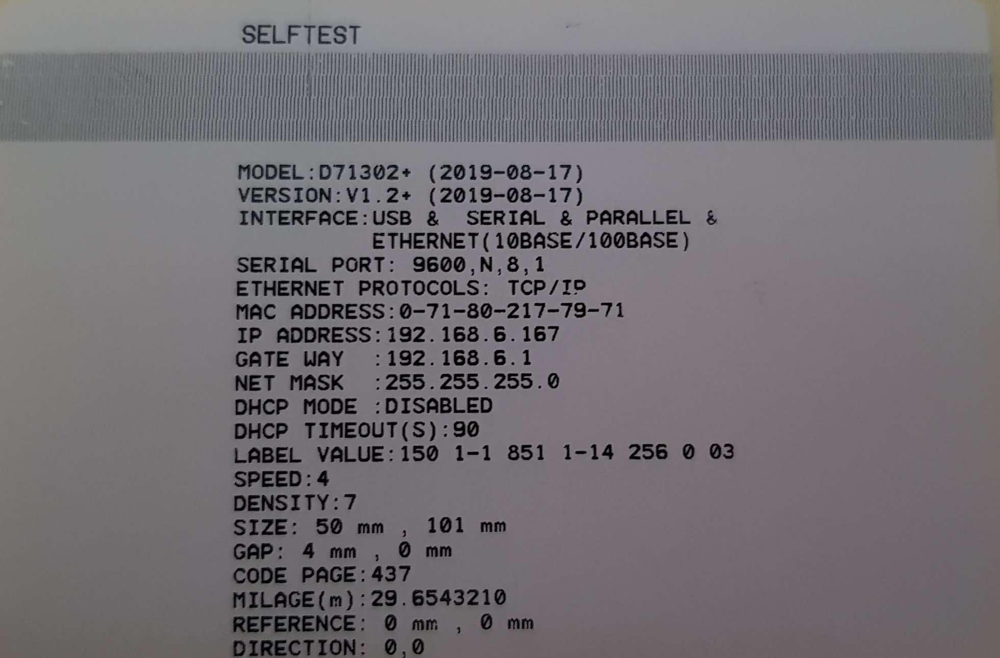 SELFTEST
MODEL:D71302+ (2019-08-17)
VERSION:V1.2+ (2019-08-17)
INTERFACE:USB &  SERIAL & PARALLEL &
ETHERNET(10BASE/100BASE)
SERIAL PORT: 9600,N,8,1
ETHERNET PROTOCOLS: TCP/IP
MAC ADDRESS:0-71-80-217-79-71
IP ADDRESS:192.168.6.167
GATE WAY  :192.168.6.1
NET MASK  :255.255.255.0
DHCP MODE :DISABLED
DHCP TIMEOUT(S):90
LABEL VALUE:150 1-1 851 1-14 256 0 03
SPEED:4
DENSITY:7
SIZE: 50 mm , 101 mm
GAP: 4 mm , 0 mm
CODE PAGE:437
MILAGE(m):29.6543210
REFERENCE: 0 mm , 0 mm
DIRECTION: 0,0